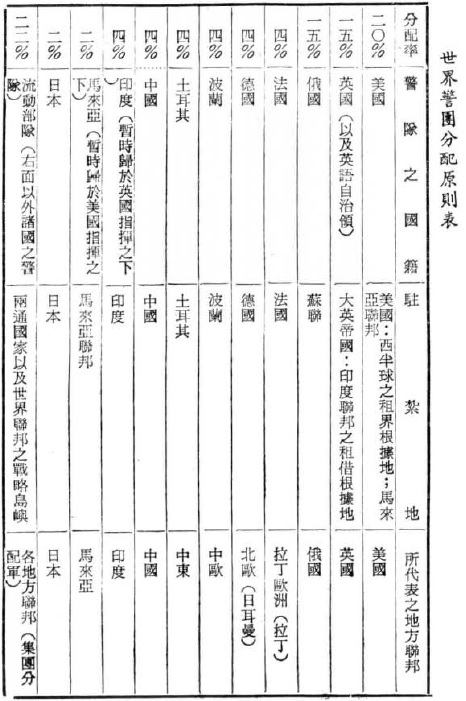 世界警團分配原則表
分配率 警隊之國籍 駐紮地 所代表之地方聯邦
二〇% 美國 美國：西半球之租界根據地；馬來
亞聯邦 美國
一五% 英國（以及英語自治領） 大英帝國：印度聯邦之租借根據地 英國
一五% 俄國 蘇聯 俄國
四% 法國 法國 拉丁歐洲（拉丁）
四% 德國 德國 北歐（日耳曼）
四% 波蘭 波蘭 中歐
四% 土耳其 土耳其 中東
四% 中國 中國 中國
四% 印度（暫時歸於英國指揮之下
） 印度 印度
二% 馬來亞（暫時歸於美國指揮之
下） 馬來亞聯邦 馬來亞
二% 日本 日本 日本
二二% 流動部隊（右面以外諸國之警
隊） 兩通國家以及世界聯邦之戰略島嶼 各地方聯邦（集團分
配軍）